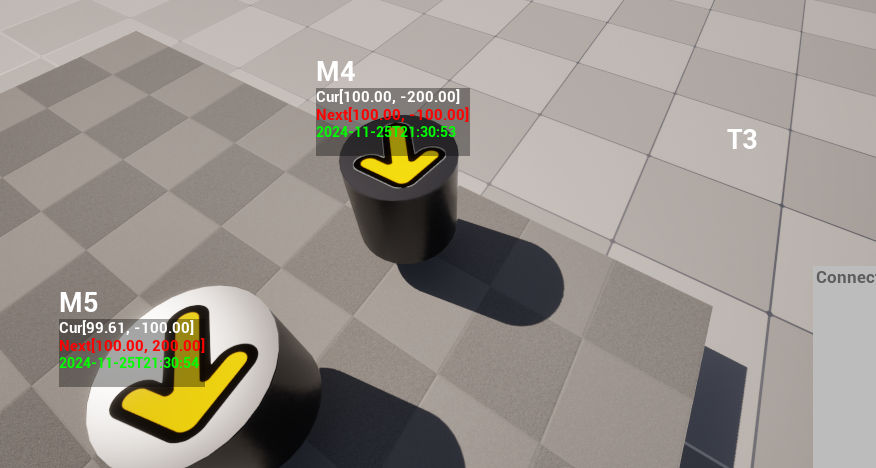 M4
Cur[100.00, -200.00]
Next[100.00, -100.00]
2024-11-25T21:30:53
T3
Connec
M5
Cur[99.61, -100.00]
Next[100.00, 200.00]
2024-11-25T21:30:54